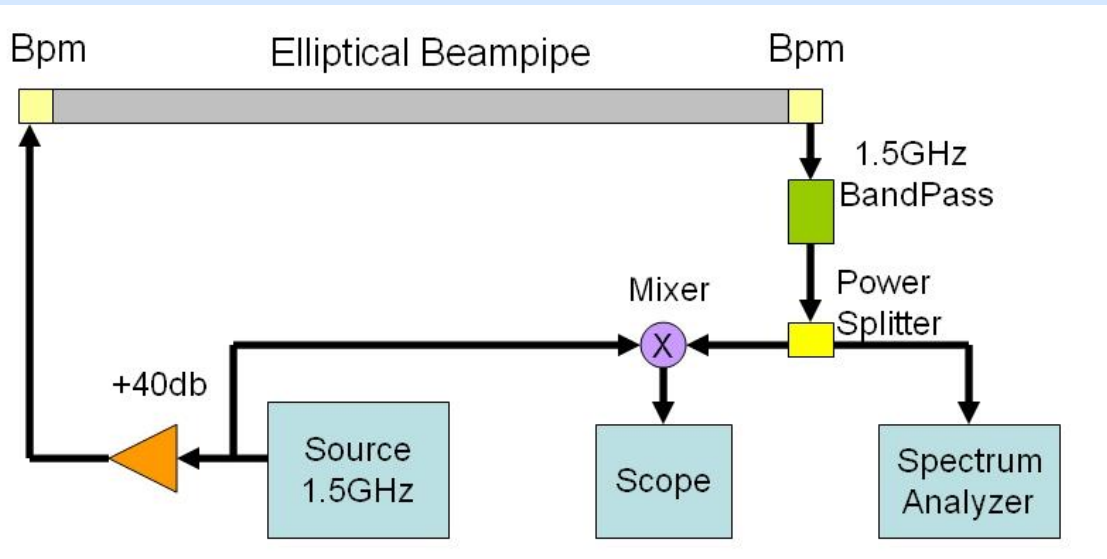 Bpm
Elliptical Beampipe
Bpm
1.5GHz
BandPass
Mixer
Power
Splitter
X
+40db
Source
1.5GHz
Scope
Spectrum
Analyzer